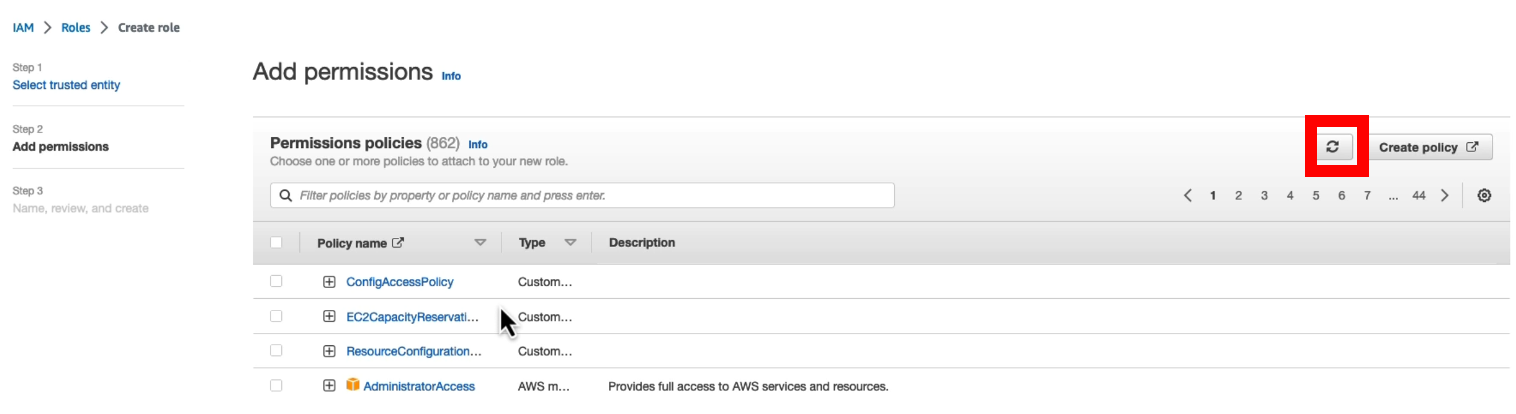 IAM > Roles > Create role
Step 1
Select trusted entity
Step 2
Add permissions
Step 3
Name, review, and create
Add permissions Info
Permissions policies (862) Info
Choose one or more policies to attach to your new role.
Create policy
Filter policies by property or policy name and press enter.
< 1 2 3 4 5 6 7 ... 44 >
Policy name Type Description
ConfigAccessPolicy Custom...
EC2CapacityReservati... Custom...
ResourceConfiguration... Custom...
AdministratorAccess AWS m... Provides full access to AWS services and resources.